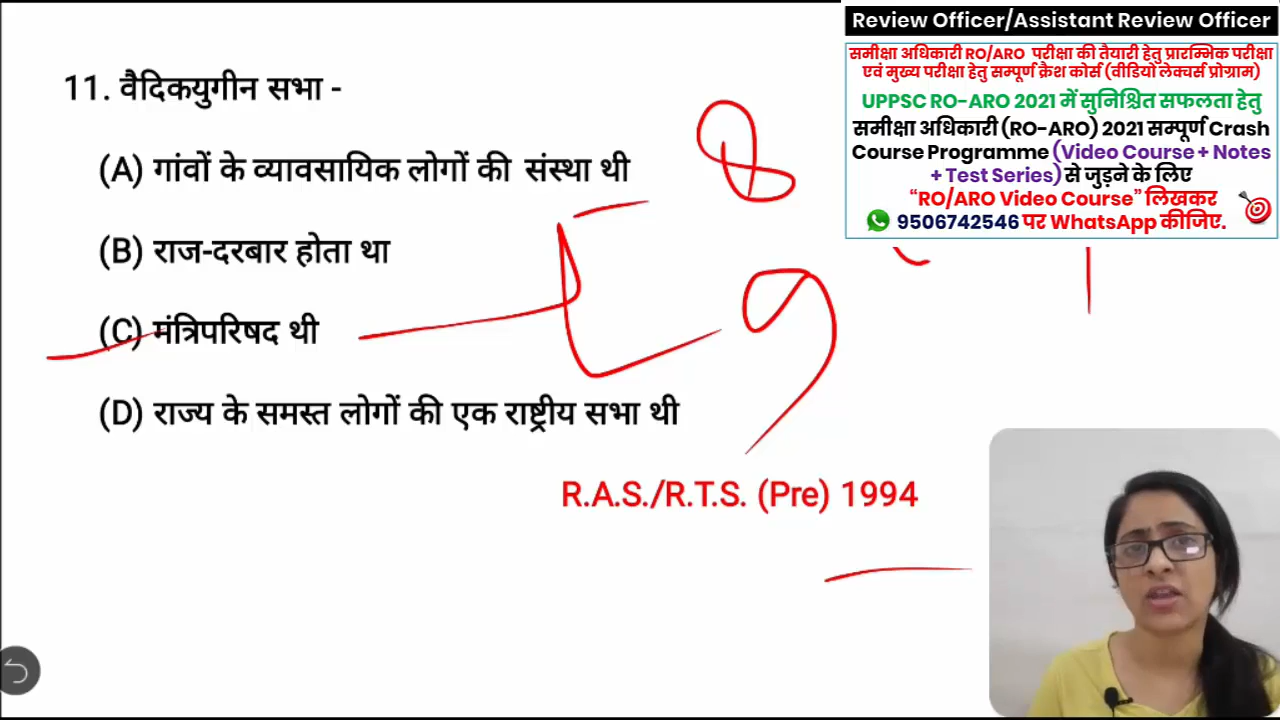 Review Officer/Assistant Review Officer
समीक्षा अधिकारी RO/ARO परीक्षा की तैयारी हेतु प्रारम्भिक परीक्षा
एवं मुख्य परीक्षा हेतु सम्पूर्ण क्रैश कोर्स (वीडियो लेक्चर्स प्रोग्राम)
UPPSC RO-ARO 2021 में सुनिश्चित सफलता हेतु
समीक्षा अधिकारी (RO-ARO) 2021 सम्पूर्ण Crash
Course Programme (Video Course + Notes
+ Test Series) से जुड़ने के लिए
“RO/ARO Video Course” लिखकर
9506742546 पर WhatsApp कीजिए.
11. वैदिकयुगीन सभा -
(A) गांवों के व्यावसायिक लोगों की संस्था थी
(B) राज-दरबार होता था
(C) मंत्रिपरिषद थी
(D) राज्य के समस्त लोगों की एक राष्ट्रीय सभा थी
R.A.S./R.T.S. (Pre) 1994